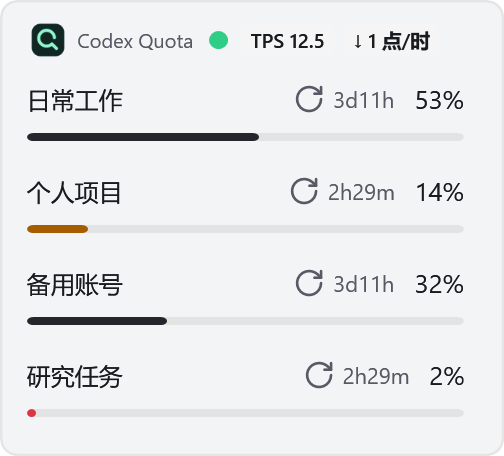 Codex Quota TPS 12.5 ↓1 点/时
日常工作 3d11h 53%
个人项目 2h29m 14%
备用账号 3d11h 32%
研究任务 2h29m 2%